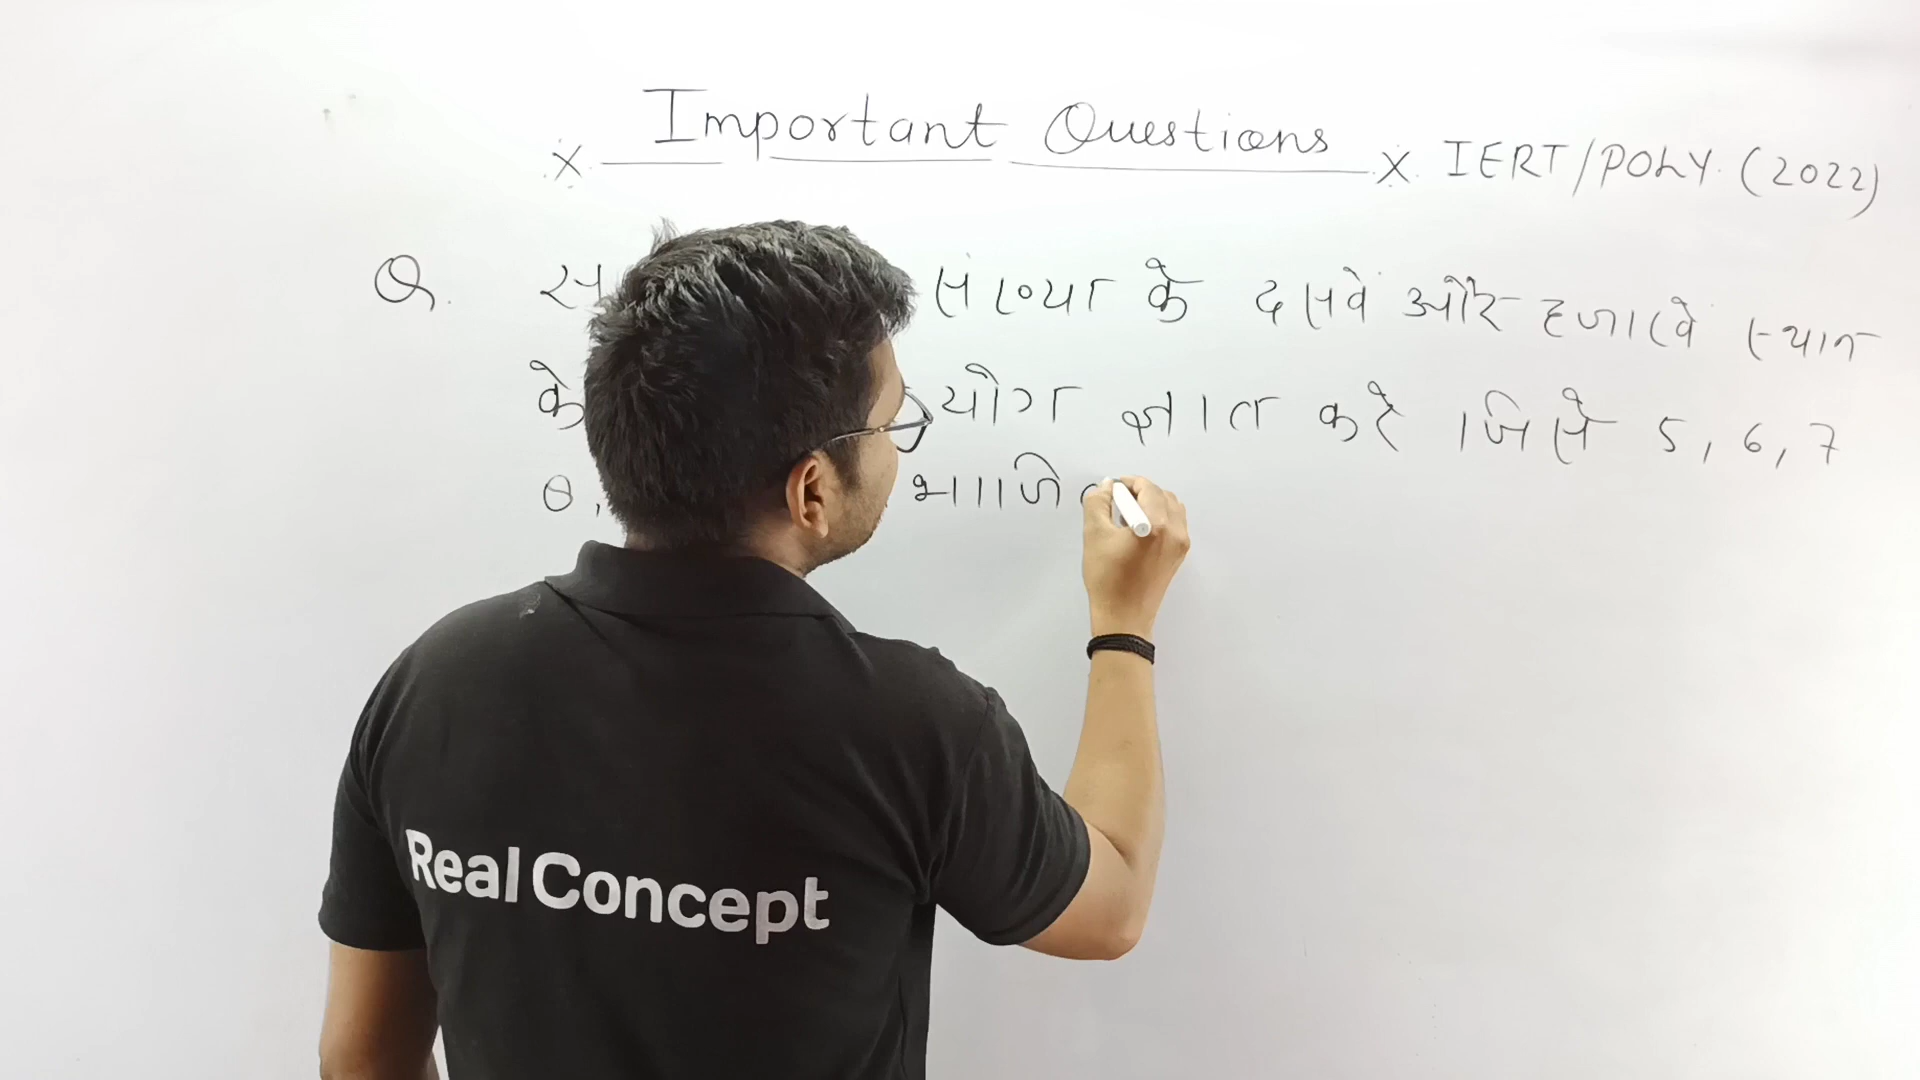 Important Questions
IERT/POLY. (2022)
Q. संख्या के दसवे और हजारवे स्थान
के योग ज्ञात करे जिसे 5, 6, 7
8, भाजि
Real Concept